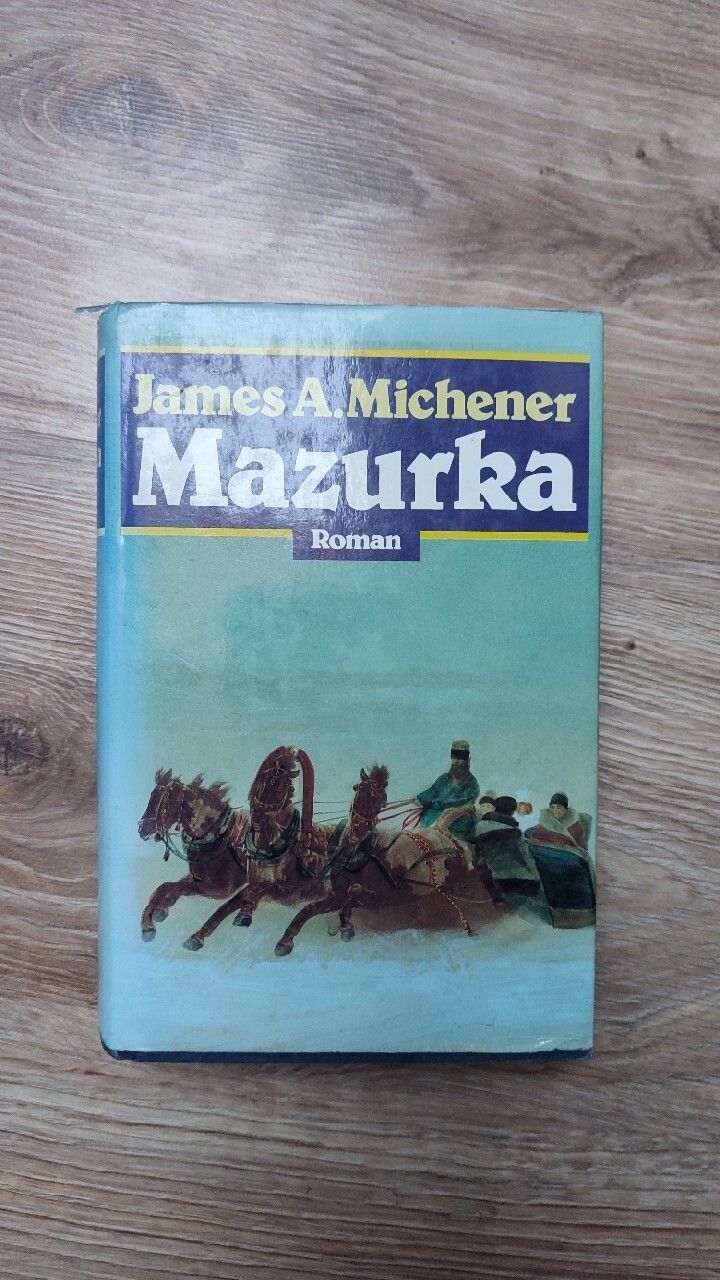 James A. Michener
Mazurka
Roman